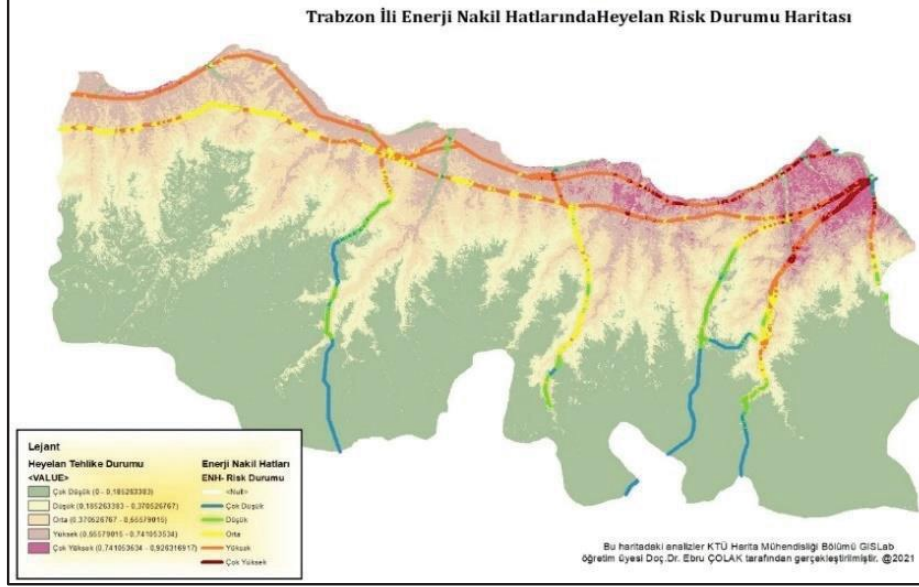 Trabzon İli Enerji Nakil HatlarındaHeyelan Risk Durumu Haritası
Lejant
Heyelan Tehlike Durumu
<VALUE>
Çok Düşük (0 - 0,185263383)
Düşük (0,185263383 - 0,370526767)
Orta (0,370526767 - 0,55579015)
Yüksek (0,55579015 - 0,741053534)
Çok Yüksek (0,741053534 - 0,926316917)
Enerji Nakil Hatları
ENH- Risk Durumu
<Null>
Çok Düşük
Düşük
Orta
Yüksek
Çok Yüksek
Bu haritadaki analizler KTÜ Harita Mühendisliği Bölümü GISLab
öğretim üyesi Doç.Dr. Ebru ÇOLAK tarafından gerçekleştirilmiştir. @2021